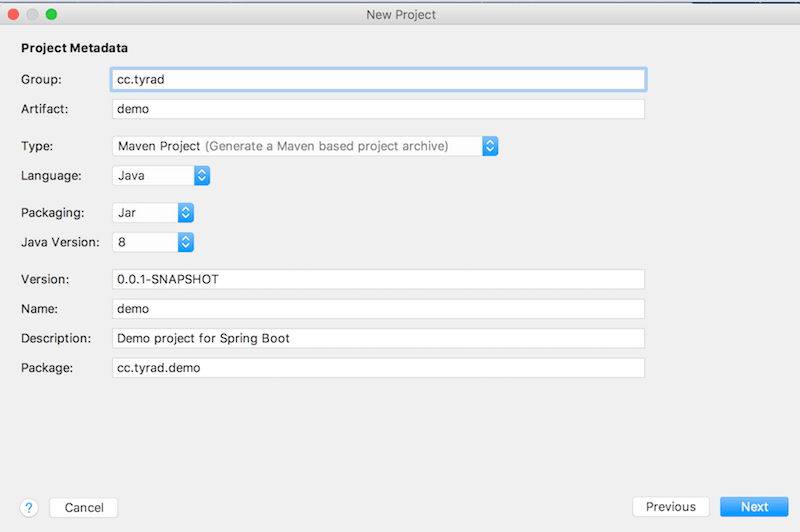 New Project
Project Metadata
Group: cc.tyrad
Artifact: demo
Type: Maven Project (Generate a Maven based project archive)
Language: Java
Packaging: Jar
Java Version: 8
Version: 0.0.1-SNAPSHOT
Name: demo
Description: Demo project for Spring Boot
Package: cc.tyrad.demo
? Cancel Previous Next